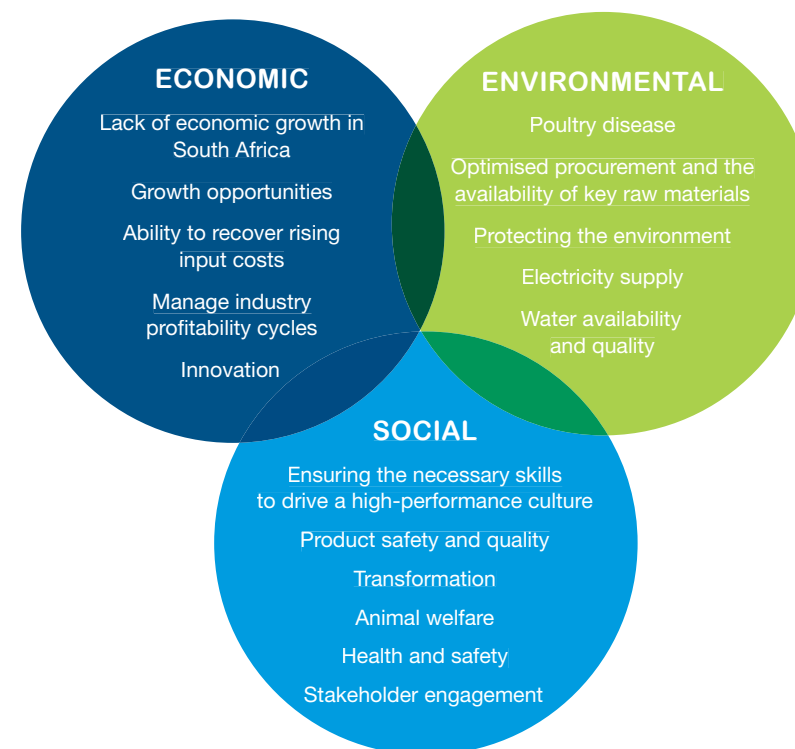 ECONOMIC
Lack of economic growth in
South Africa
Growth opportunities
Ability to recover rising
input costs
Manage industry
profitability cycles
Innovation
ENVIRONMENTAL
Poultry disease
Optimised procurement and the
availability of key raw materials
Protecting the environment
Electricity supply
Water availability
and quality
SOCIAL
Ensuring the necessary skills
to drive a high-performance culture
Product safety and quality
Transformation
Animal welfare
Health and safety
Stakeholder engagement